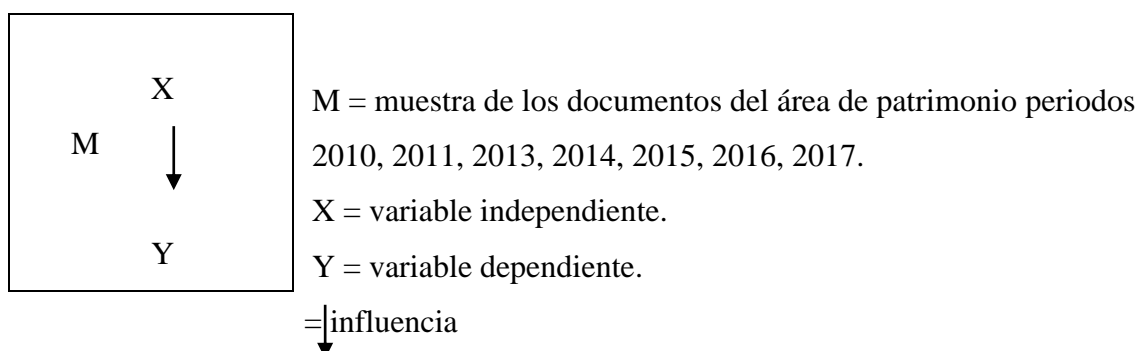 X
M
Y
M = muestra de los documentos del área de patrimonio periodos
2010, 2011, 2013, 2014, 2015, 2016, 2017.
X = variable independiente.
Y = variable dependiente.
= influencia